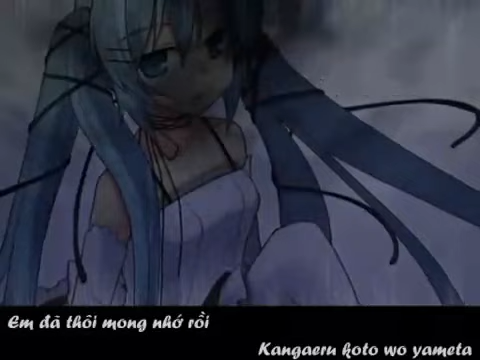 Em đã thôi mong nhớ rồi
Kangaeru koto wo yameta